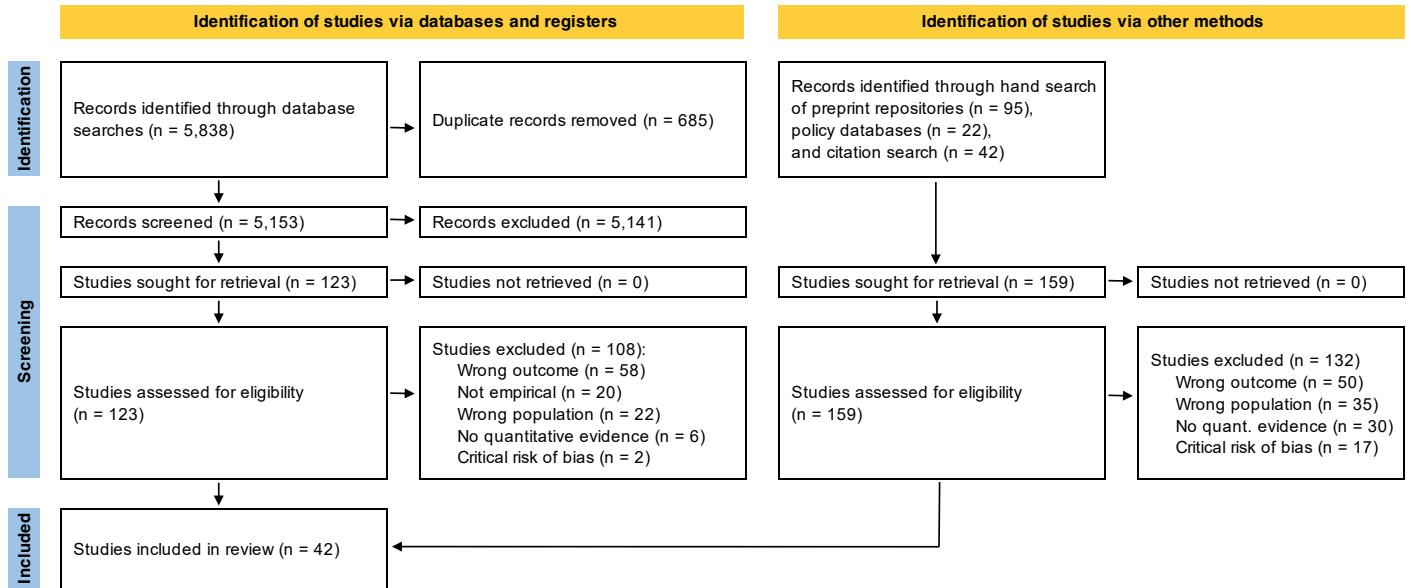 Identification of studies via databases and registers
Identification of studies via other methods
Identification
Records identified through database
searches (n = 5,838)
Duplicate records removed (n = 685)
Records identified through hand search
of preprint repositories (n = 95),
policy databases (n = 22),
and citation search (n = 42)
Screening
Records screened (n = 5,153)
Records excluded (n = 5,141)
Studies sought for retrieval (n = 123)
Studies not retrieved (n = 0)
Studies sought for retrieval (n = 159)
Studies not retrieved (n = 0)
Studies assessed for eligibility
(n = 123)
Studies excluded (n = 108):
Wrong outcome (n = 58)
Not empirical (n = 20)
Wrong population (n = 22)
No quantitative evidence (n = 6)
Critical risk of bias (n = 2)
Studies assessed for eligibility
(n = 159)
Studies excluded (n = 132)
Wrong outcome (n = 50)
Wrong population (n = 35)
No quant. evidence (n = 30)
Critical risk of bias (n = 17)
Included
Studies included in review (n = 42)